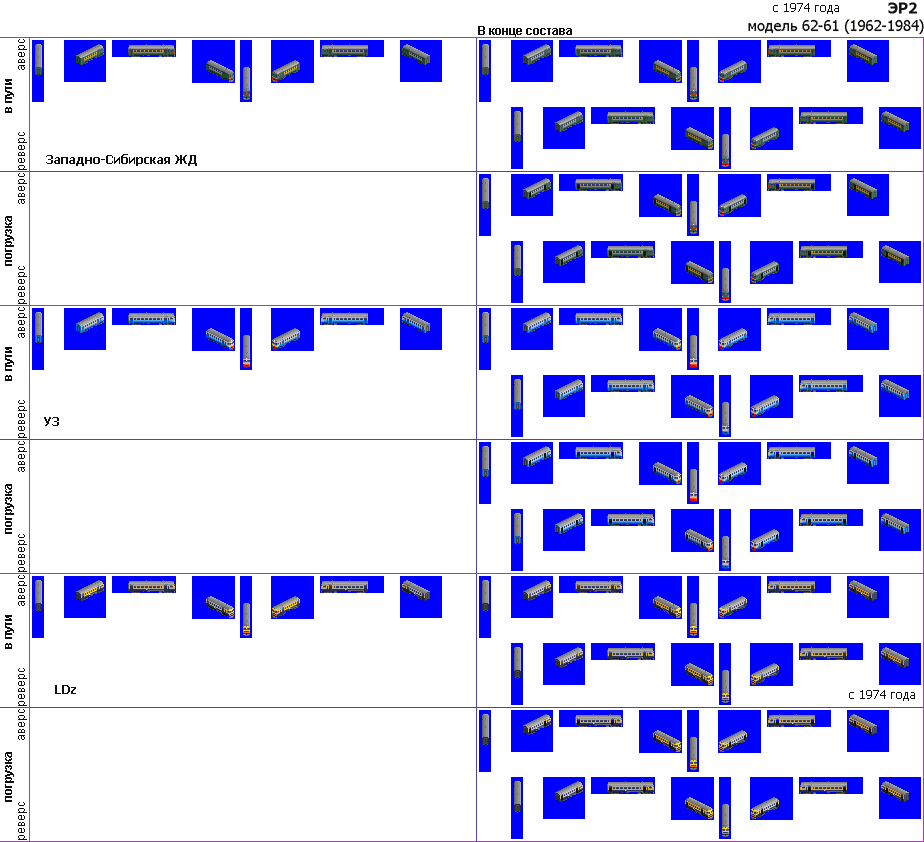 с 1974 года
ЭР2
модель 62-61 (1962-1984)
В конце состава
аверс
в пути
реверс
Западно-Сибирская ЖД
аверс
погрузка
реверс
аверс
в пути
реверс
УЗ
аверс
погрузка
реверс
аверс
в пути
реверс
LDz
с 1974 года
аверс
погрузка
реверс